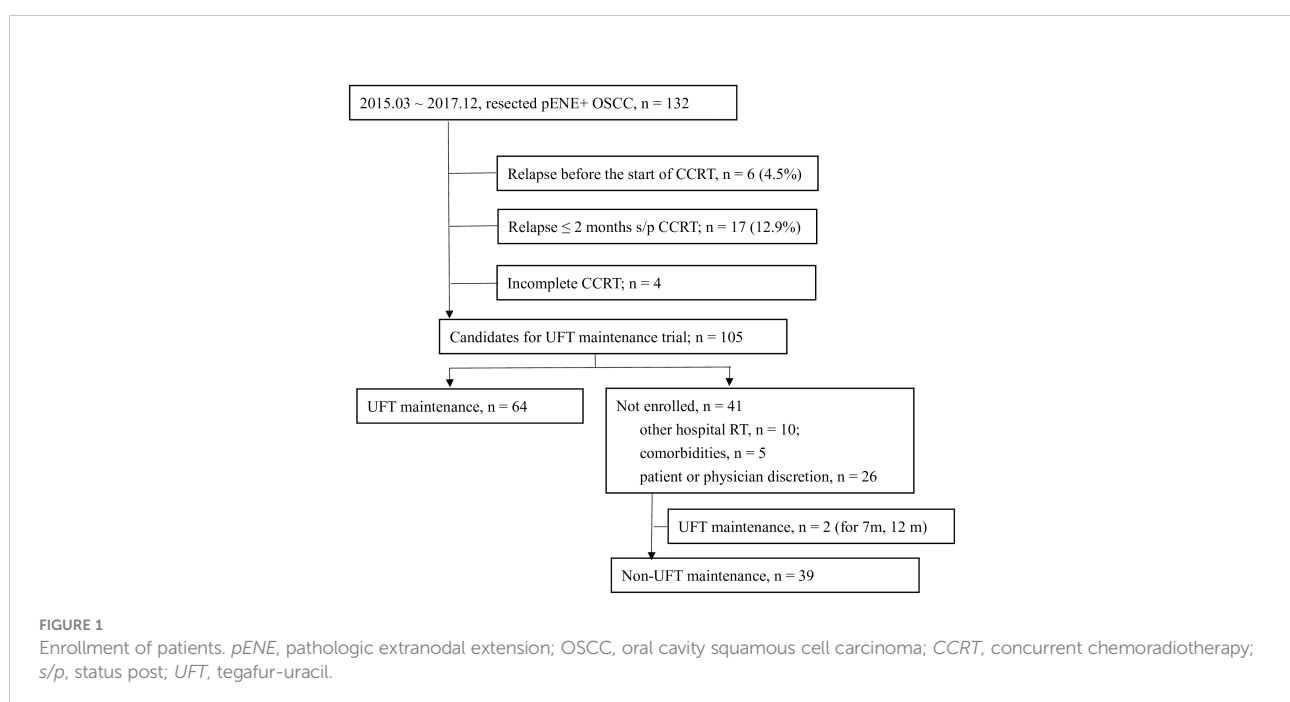 2015.03 ~ 2017.12, resected pENE+ OSCC, n = 132
Relapse before the start of CCRT, n = 6 (4.5%)
Relapse ≤ 2 months s/p CCRT; n = 17 (12.9%)
Incomplete CCRT; n = 4
Candidates for UFT maintenance trial; n = 105
UFT maintenance, n = 64
Not enrolled, n = 41
other hospital RT, n = 10;
comorbidities, n = 5
patient or physician discretion, n = 26
UFT maintenance, n = 2 (for 7m, 12 m)
Non-UFT maintenance, n = 39
FIGURE 1
Enrollment of patients. pENE, pathologic extranodal extension; OSCC, oral cavity squamous cell carcinoma; CCRT, concurrent chemoradiotherapy;
s/p, status post; UFT, tegafur-uracil.